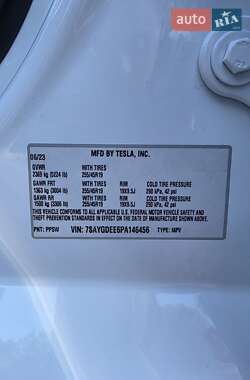 AUTO.RIA
MFD BY TESLA, INC.
06/23
GVWR WITH TIRES
2369 kg (5224 lb) 255/45R19
GAWR FRT WITH TIRES RIM COLD TIRE PRESSURE
1363 kg (3004 lb) 255/45R19 19X9.5J 290 kPa, 42 psi
GAWR RR WITH TIRES RIM COLD TIRE PRESSURE
1500 kg (3306 lb) 255/45R19 19X9.5J 290 kPa, 42 psi
THIS VEHICLE CONFORMS TO ALL APPLICABLE
FEDERAL MOTOR VEHICLE SAFETY AND
THEFT PREVENTION STANDARDS IN EFFECT ON THE DATE OF
MANUFACTURE SHOWN ABOVE.
PNT: PPSW VIN: 7SAYGDEE6PA146456 TYPE: MPV